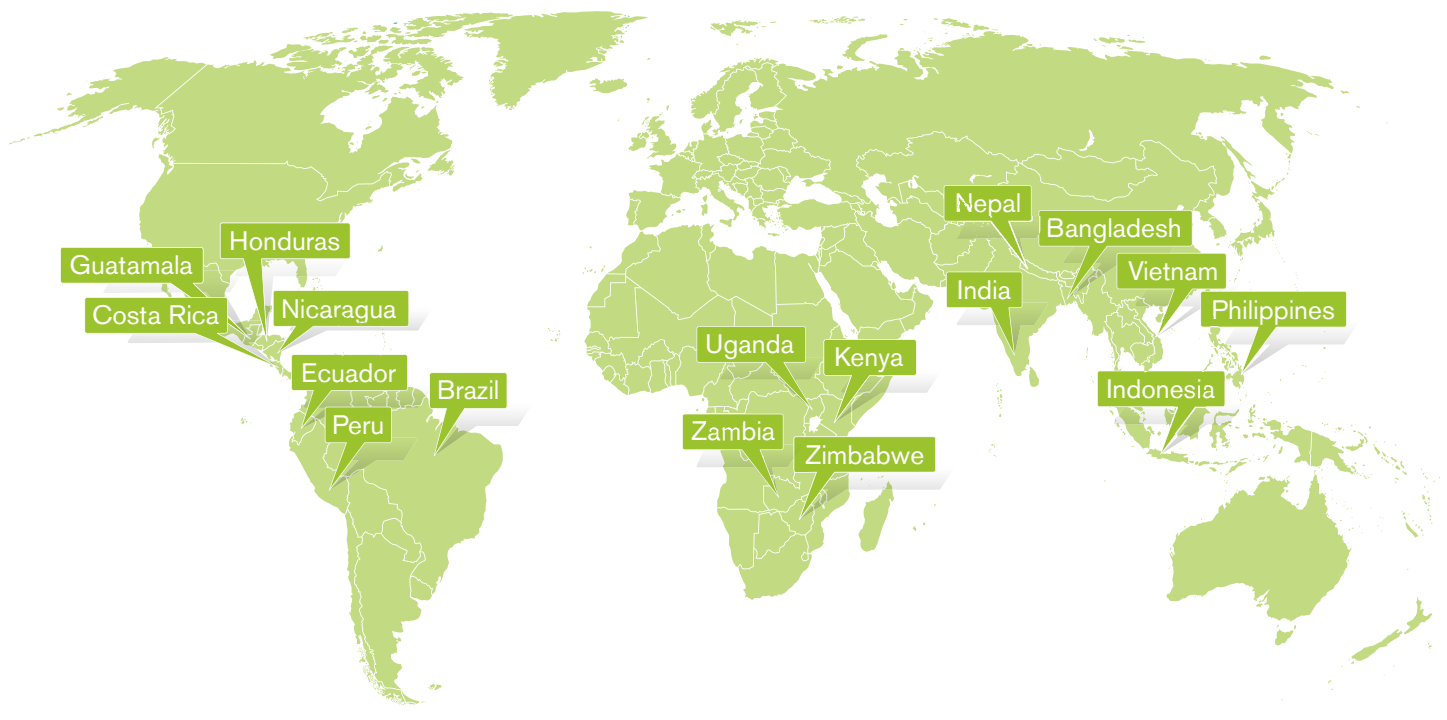 Honduras
Guatamala
Nicaragua
Costa Rica
Ecuador
Brazil
Peru
Uganda
Kenya
Zambia
Zimbabwe
Nepal
Bangladesh
Vietnam
India
Philippines
Indonesia